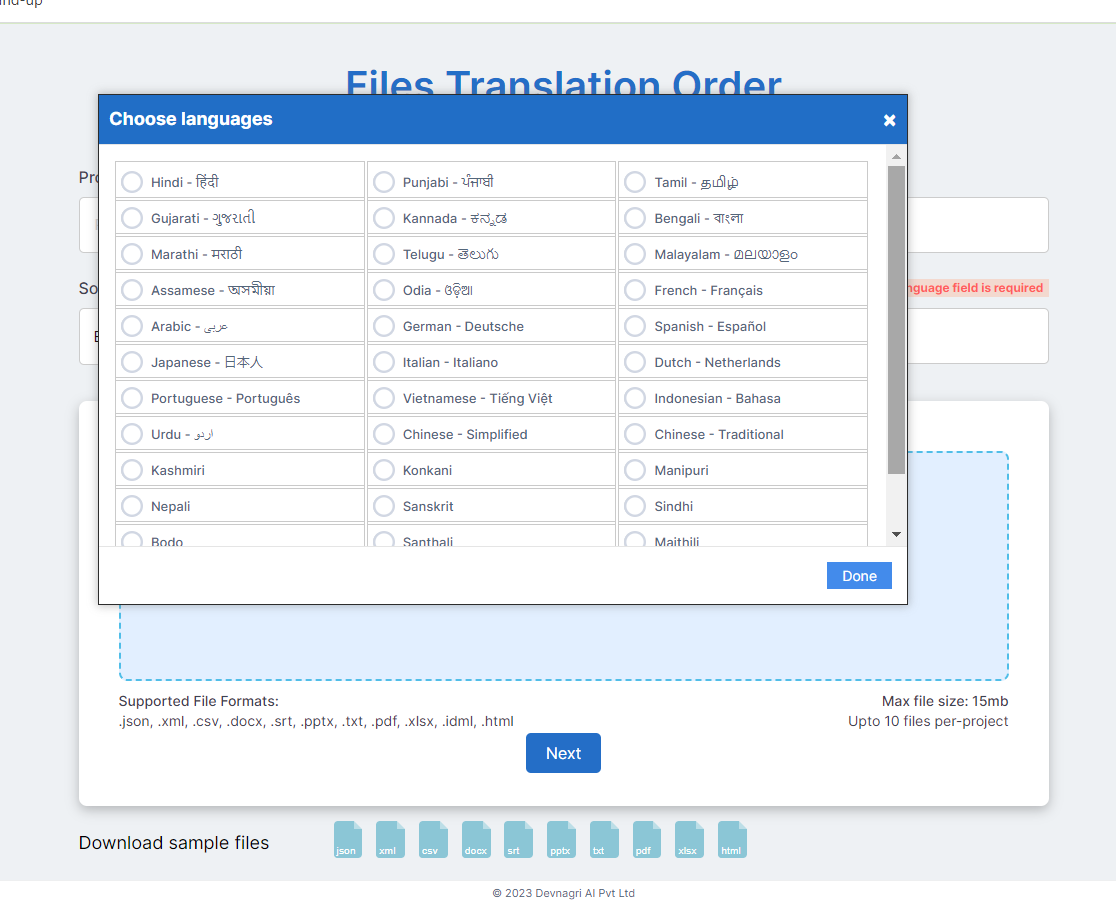 Files Translation Order
Choose languages
Hindi - हिंदी
Punjabi - ਪੰਜਾਬੀ
Tamil - தமிழ்
Gujarati - ગુજરાતી
Kannada - ಕನ್ನಡ
Bengali - বাংলা
Marathi - मराठी
Telugu - తెలుగు
Malayalam - മലയാളം
Assamese - অসমীয়া
Odia - ଓଡ଼ିଆ
French - Français
nguage field is required
Arabic - عربى
German - Deutsche
Spanish - Español
Japanese - 日本人
Italian - Italiano
Dutch - Netherlands
Portuguese - Português
Vietnamese - Tiếng Việt
Indonesian - Bahasa
Urdu - اردو
Chinese - Simplified
Chinese - Traditional
Kashmiri
Konkani
Manipuri
Nepali
Sanskrit
Sindhi
Bodo
Santhali
Maithili
Done
Supported File Formats:
.json, .xml, .csv, .docx, .srt, .pptx, .txt, .pdf, .xlsx, .idml, .html
Max file size: 15mb
Upto 10 files per-project
Next
Download sample files
json
xml
csv
docx
srt
pptx
txt
pdf
xlsx
html
© 2023 Devnagri AI Pvt Ltd